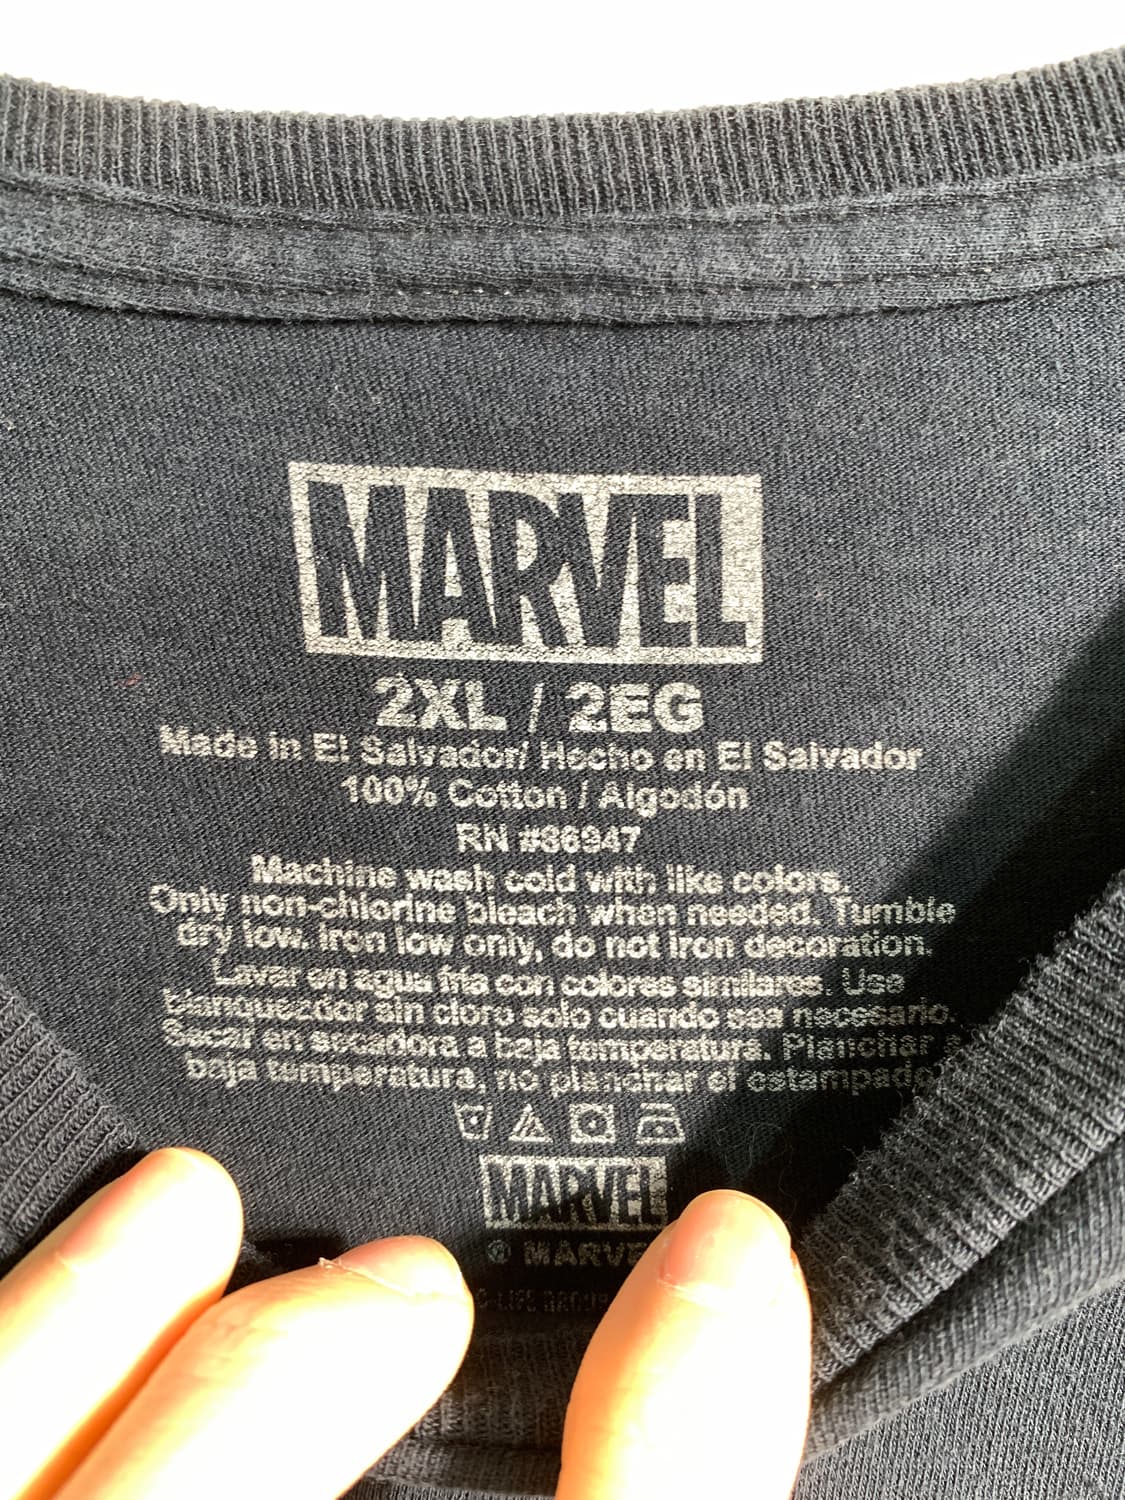 MARVEL
2XL / 2EG
Made in El Salvador/ Hecho en El Salvador
100% Cotton / Algodón
RN #86947
Machine wash cold with like colors.
Only non-chlorine bleach when needed. Tumble
dry low. Iron low only, do not iron decoration.
Lavar en agua fría con colores similares. Use
blanqueador sin cloro solo cuando sea necesario.
Secar en secadora a baja temperatura. Planchar a
baja temperatura, no planchar el estampado
MARVEL
© MARVE